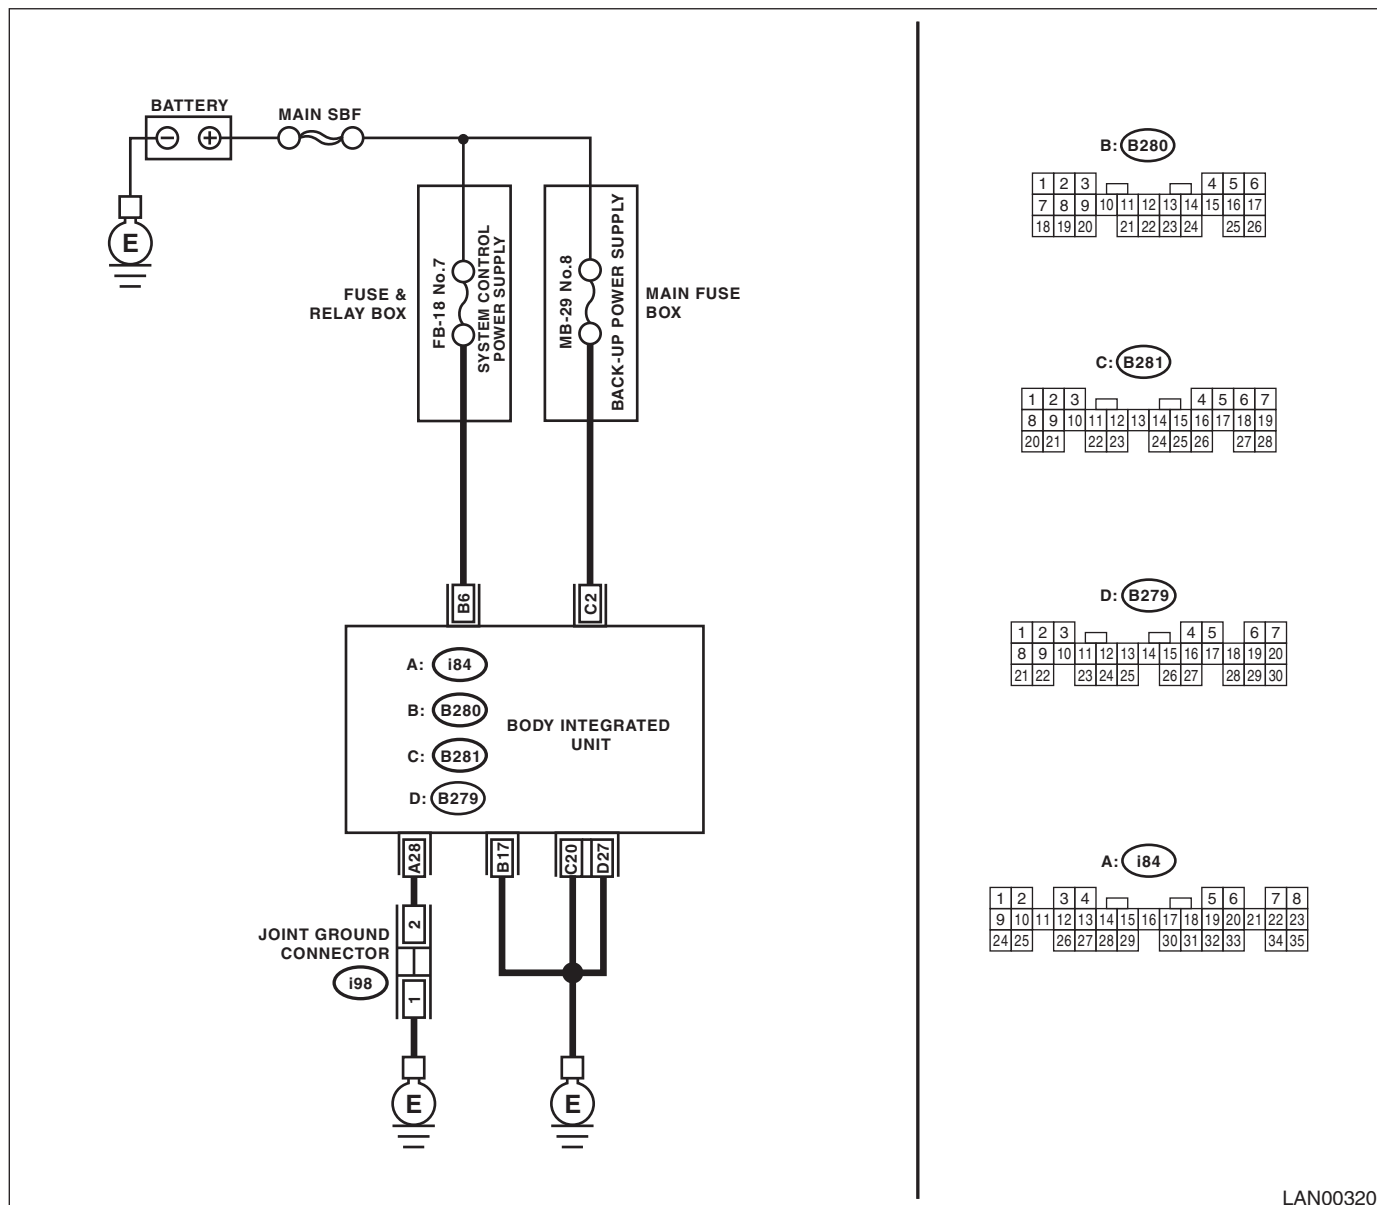 BATTERY
MAIN SBF
E
FUSE &
RELAY BOX
FB-18 No.7
SYSTEM CONTROL
POWER SUPPLY
MB-29 No.8
BACK-UP POWER SUPPLY
MAIN FUSE
BOX
B6
C2
A: i84
B: B280
C: B281
D: B279
BODY INTEGRATED
UNIT
A28
B17
C20
D27
JOINT GROUND
CONNECTOR
i98
2
1
E
E
B: B280
1 2 3 4 5 6
7 8 9 10 11 12 13 14 15 16 17
18 19 20 21 22 23 24 25 26
C: B281
1 2 3 4 5 6 7
8 9 10 11 12 13 14 15 16 17 18 19
20 21 22 23 24 25 26 27 28
D: B279
1 2 3 4 5 6 7
8 9 10 11 12 13 14 15 16 17 18 19 20
21 22 23 24 25 26 27 28 29 30
A: i84
1 2 3 4 5 6 7 8
9 10 11 12 13 14 15 16 17 18 19 20 21 22 23
24 25 26 27 28 29 30 31 32 33 34 35
LAN00320